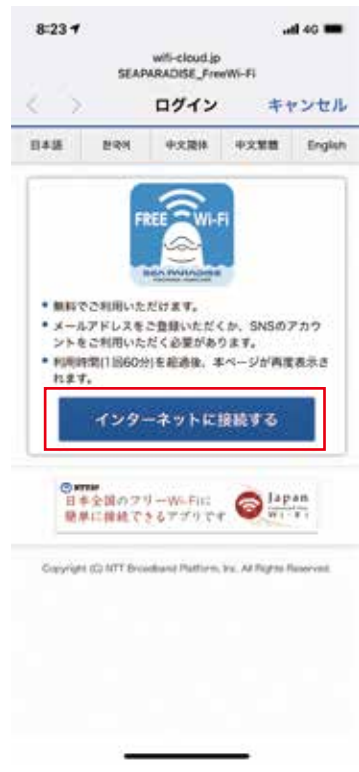 8:23
4G
wifi-cloud.jp
SEAPARADISE_FreeWi-Fi
ログイン
キャンセル
日本語
한국어
中文简体
中文繁體
English
FREE Wi-Fi
SEA PARADISE
• 無料でご利用いただけます。
• メールアドレスをご登録いただくか、SNSのアカウ
ントをご利用いただく必要があります。
• 利用時間(1回60分)を超過後、本ページが再度表示さ
れます。
インターネットに接続する
NTTBP
日本全国のフリーWi-Fiに
簡単に接続できるアプリです
Japan
Wi-Fi
Copyright (C) NTT Broadband Platform, Inc. All Rights Reserved.